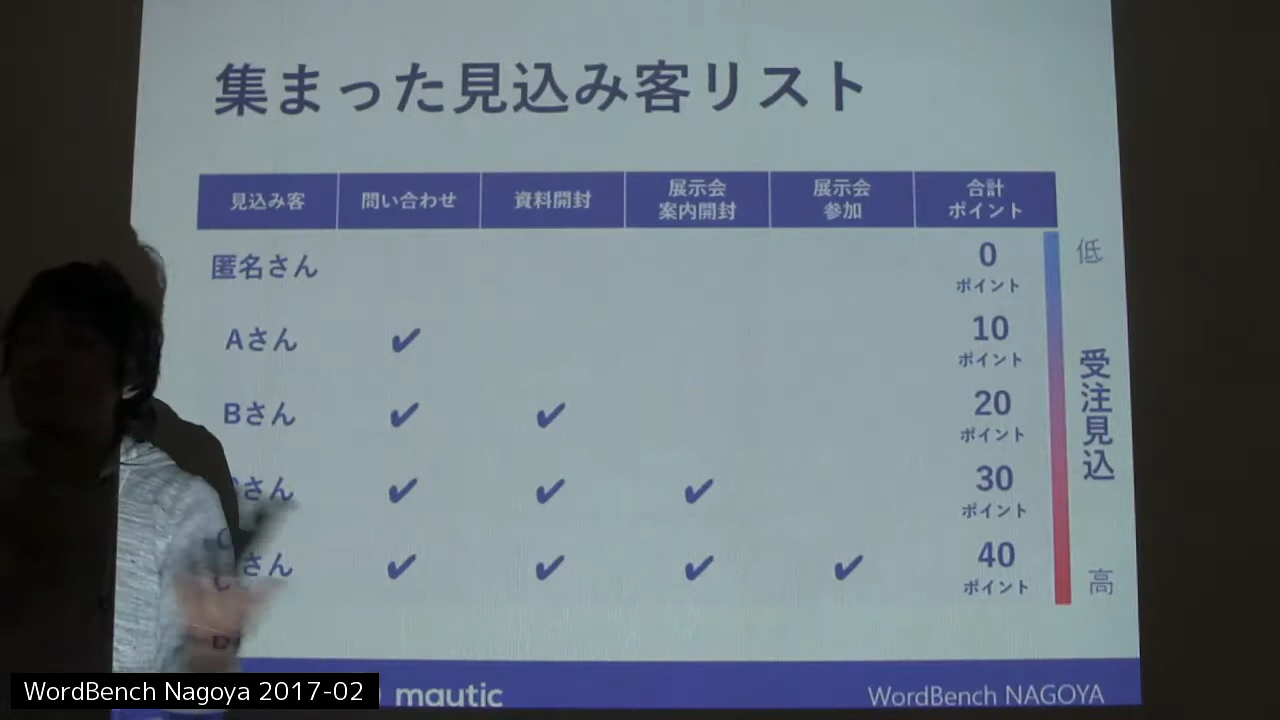 集まった見込み客リスト
見込み客 問い合わせ 資料開封 展示会 案内開封 展示会 参加 合計 ポイント
匿名さん 0 ポイント 低
Aさん ✔ 10 ポイント
Bさん ✔ ✔ 20 ポイント
さん ✔ ✔ ✔ 30 ポイント
さん ✔ ✔ ✔ ✔ 40 ポイント 高
受注見込
mautic
WordBench NAGOYA
WordBench Nagoya 2017-02